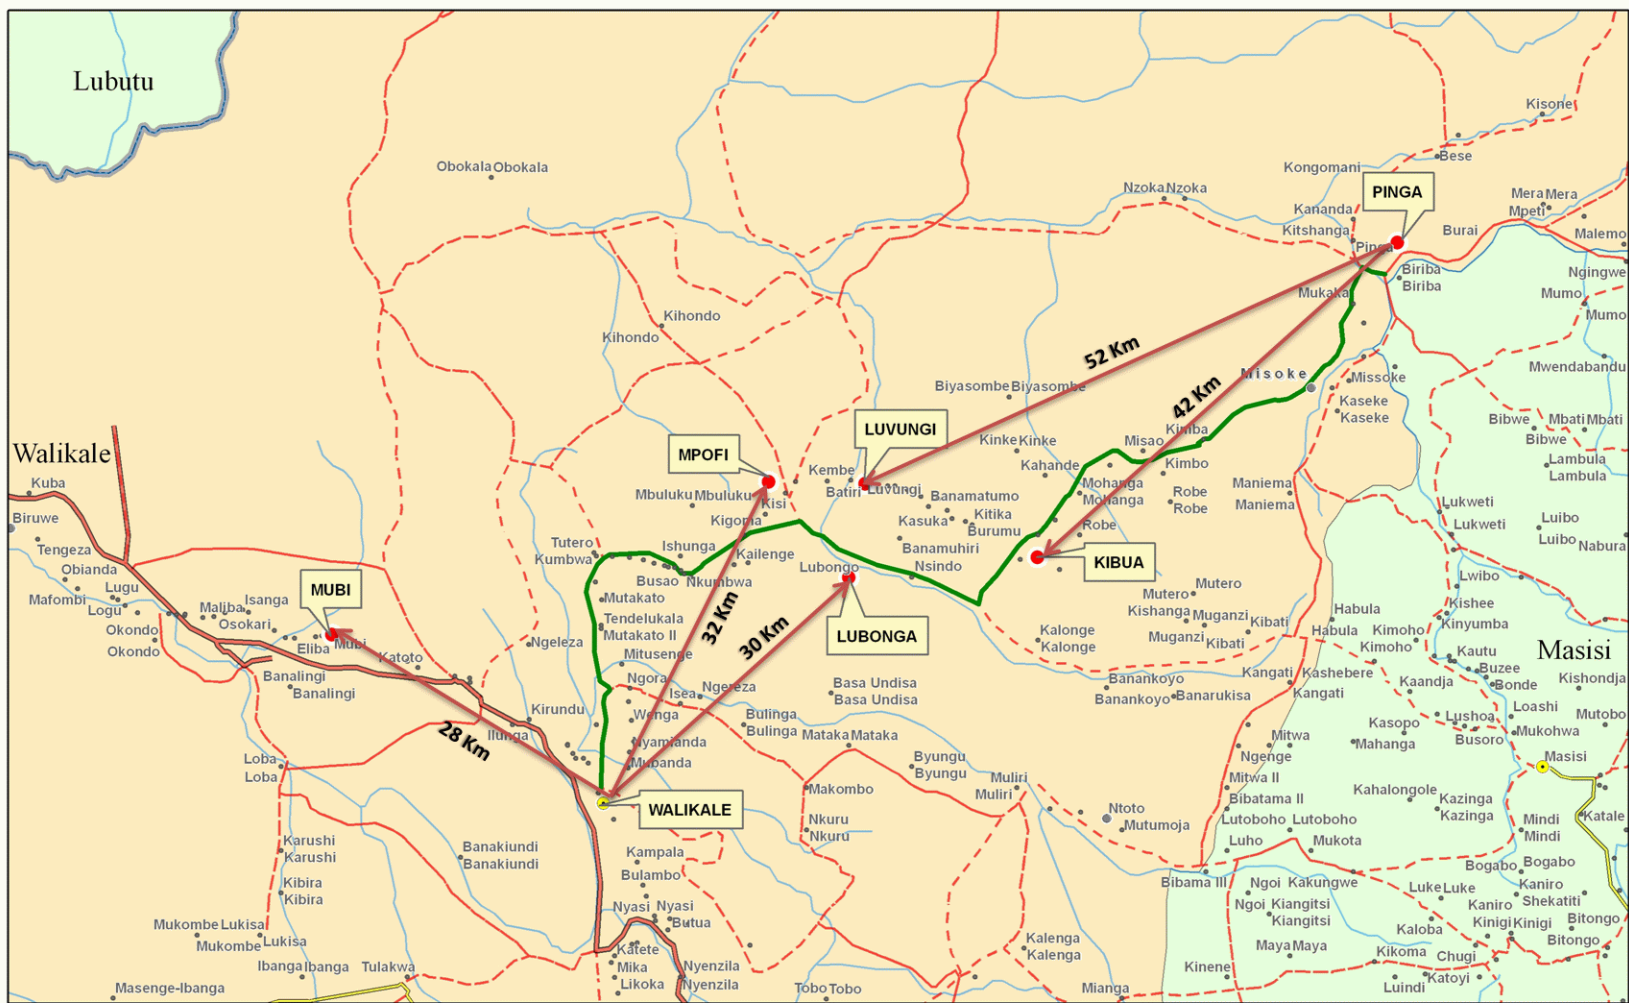 Lubutu
Kisone
Bese
Kongomani
Obokala Obokala
Nzoka Nzoka
PINGA
Mera Mera
Mpeti
Kananda
Kitshanga
Burai
Malemo
Pinga
Biriba
Biriba
Ngingwe
Mukaka
Mumo
Mumo
Kihondo
Kihondo
52 Km
Mwendabandu
Misoke
Missoke
42 Km
Biyasombe Biyasombe
Kaseke
Kaseke
Bibwe
Mbati Mbati
Bibwe
LUVUNGI
Kimba
Misao
Kinke Kinke
Walikale
MPOFI
Kembe
Kahande
Kimbo
Lambula
Lambula
Kuba
Mbuluku Mbuluku
Kisi
Batiri
Luvungi
Mohanga
Mohanga
Robe
Robe
Maniema
Maniema
Banamatumo
Kitika
Lukweti
Lukweti
Biruwe
Kigoma
Kasuka
Burumu
Robe
Luibo
Luibo
Nabura
Tengeza
Tutero
Kumbwa
Ishunga
Kailenge
Banamuhiri
Obianda
Lubongo
Nsindo
KIBUA
Busao
Nkumbwa
Lugu
Mafombi
Logu
MUBI
Mutero
Mutero
Lwibo
Isanga
Maliba
Osokari
Mutakato
32 Km
Kishanga
Muganzi
Habula
Habula
Kishee
Kinyumba
Okondo
Okondo
Tendelukala
Mutakato II
30 Km
LUBONGA
Kalonge
Kalonge
Muganzi
Kibati
Kibati
Kimoho
Kimoho
Eliba
Mubi
Ngeleza
Masisi
Katoto
Mitusenge
Kautu
Buzee
Bonde
Banalingi
Banalingi
Ngora
Isea
Ngereza
Basa Undisa
Basa Undisa
Banankoyo
Banankoyo
Banarukisa
Kangati
Kangati
Kashebere
Kaandja
Kishondja
Kirundu
Wenga
Bulinga
Bulinga
Loashi
Lushoa
Kasopo
Mutobo
28 Km
Ilunga
Nyamianda
Mataka Mataka
Mitwa
Mahanga
Busoro
Mukohwa
Loba
Loba
Mubanda
Byungu
Byungu
Ngenge
Masisi
Muliri
Muliri
Mitwa II
WALIKALE
Makombo
Bibatama II
Kahalongole
Kazinga
Kazinga
Ntoto
Mutumoja
Lutoboho Lutoboho
Nkuru
Nkuru
Mindi
Mindi
Katale
Karushi
Karushi
Banakiundi
Banakiundi
Kampala
Luho
Mukota
Bulambo
Bibama III
Bogabo
Bogabo
Kibira
Kibira
Ngoi
Kakungwe
Luke Luke
Kaniro
Shekatiti
Nyasi
Nyasi
Ngoi
Kiangitsi
Kiangitsi
Kaniro
Mukombe Lukisa
Butua
Kaloba
Kinigi Kinigi
Bitongo
Mukombe Lukisa
Katete
Kalenga
Kalenga
Maya Maya
Kikoma
Chugi
Bitongo
Ibanga Ibanga
Tulakwa
Mika
Likoka
Nyenzila
Nyenzila
Kinene
Luindi
Katoyi
Masenge-Ibanga
Tobo Tobo
Mianga